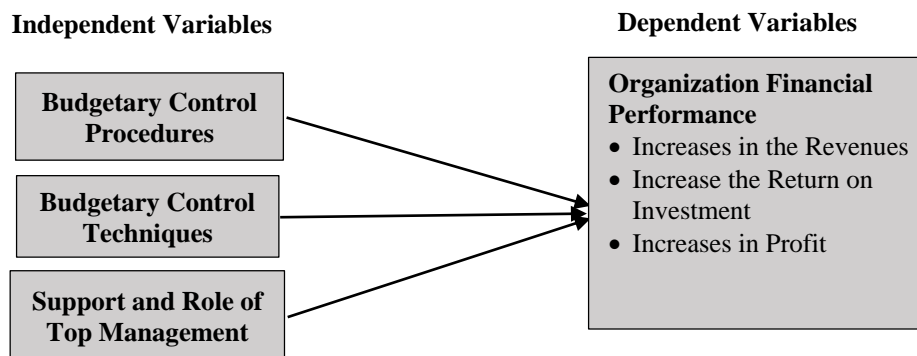 Independent Variables
Budgetary Control
Procedures
Budgetary Control
Techniques
Support and Role of
Top Management
Dependent Variables
Organization Financial
Performance
• Increases in the Revenues
• Increase the Return on
Investment
• Increases in Profit